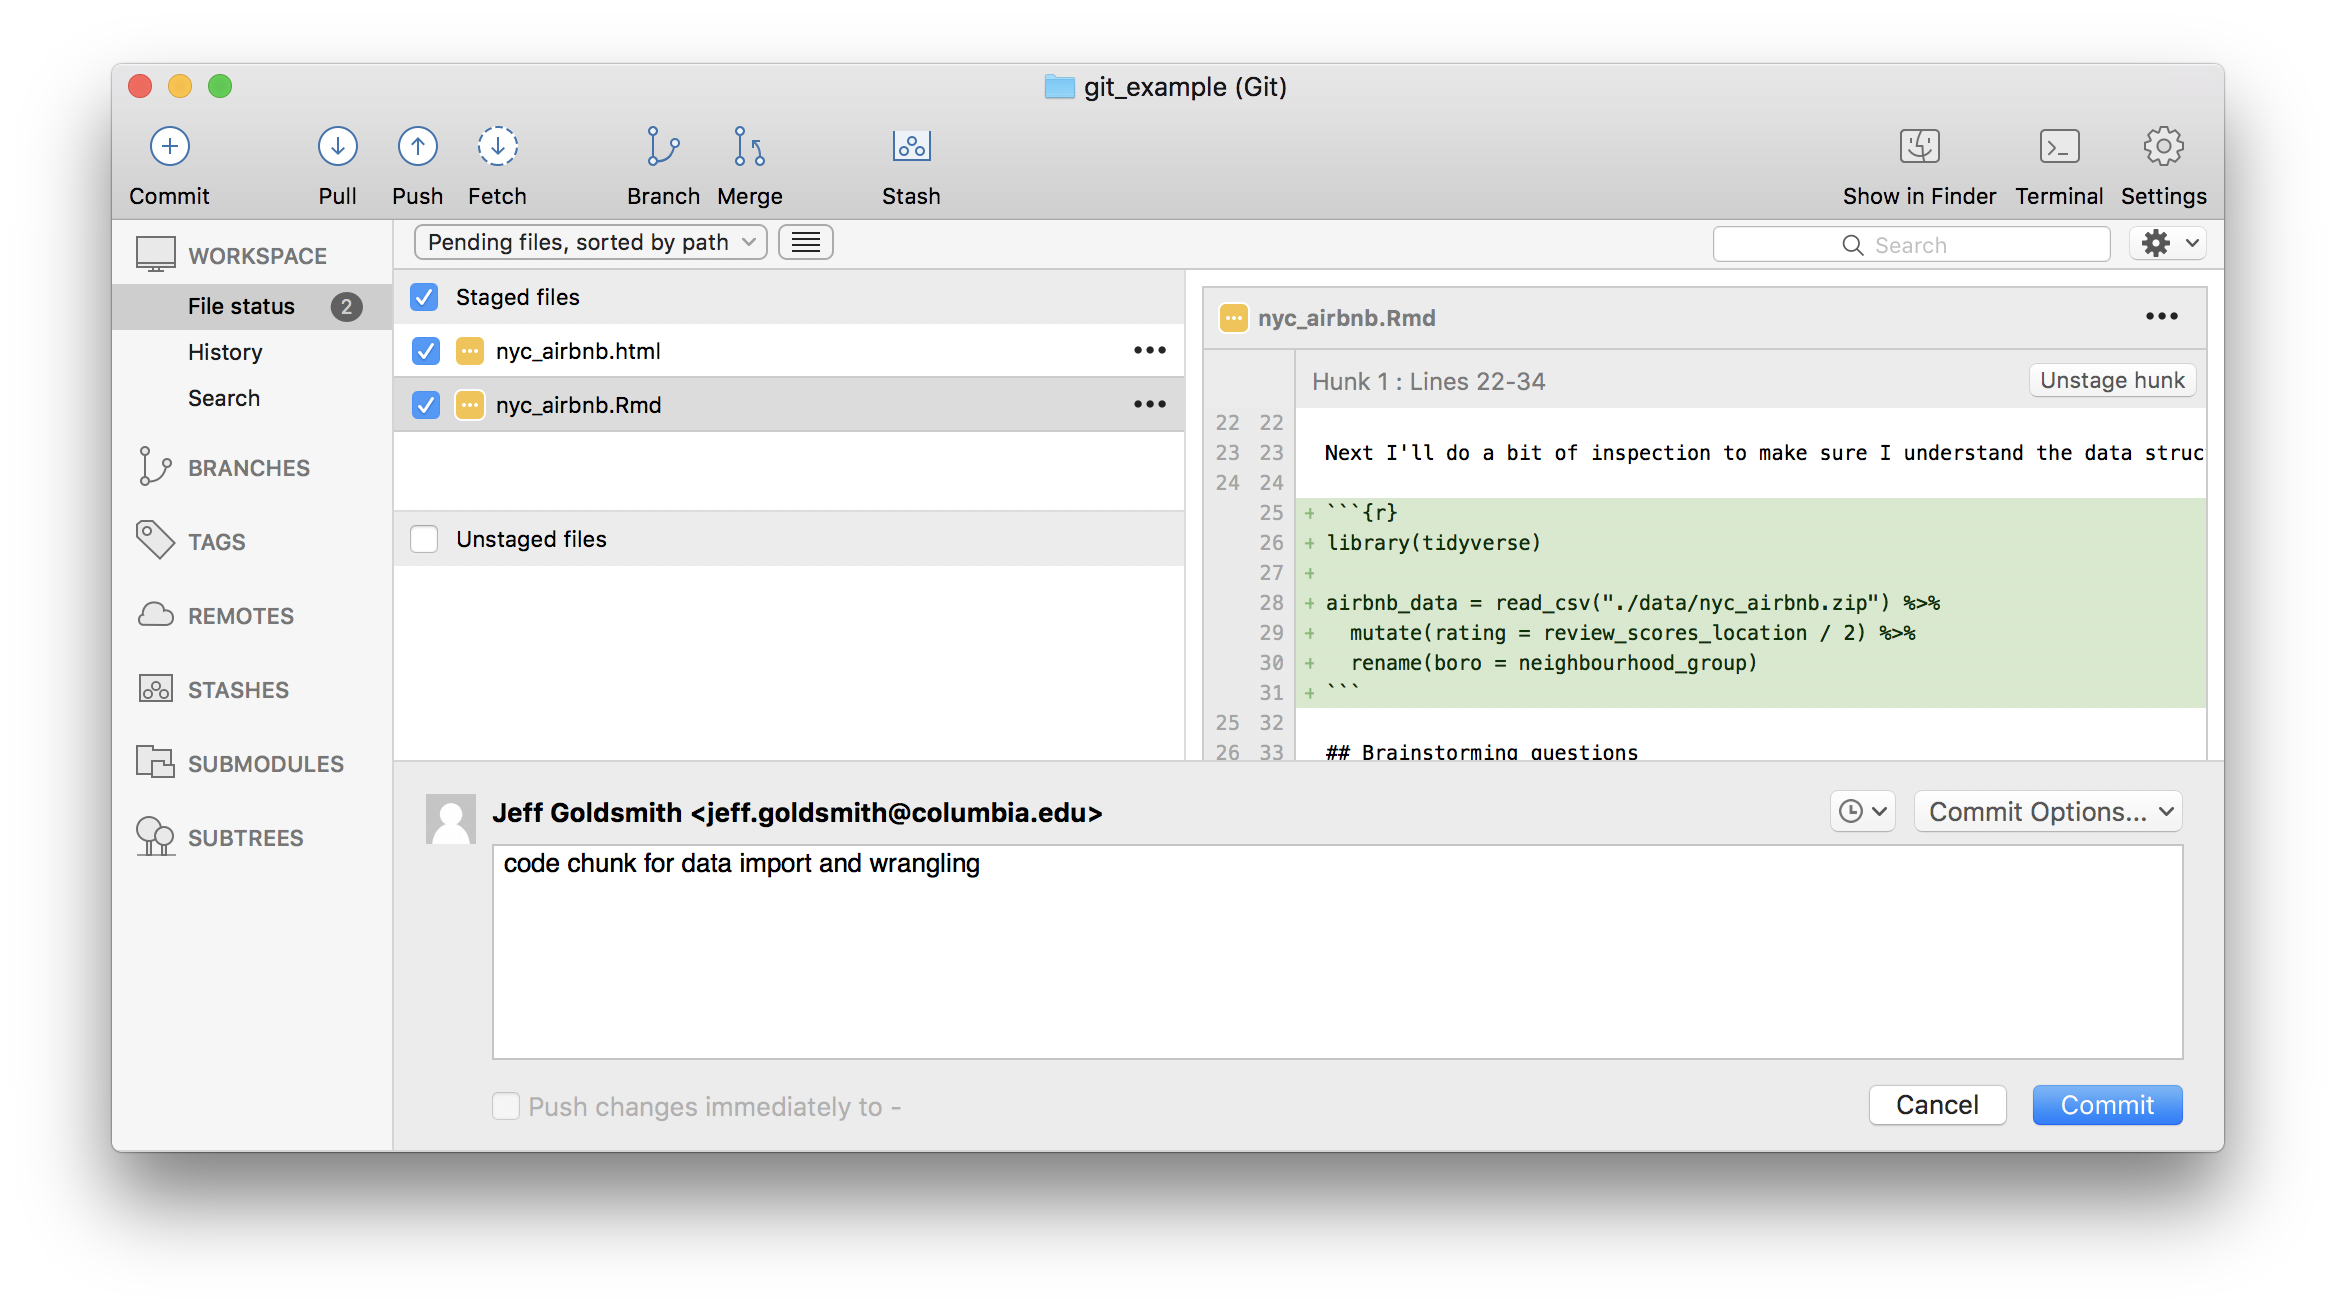 git_example (Git)
Commit
Pull
Push
Fetch
Branch
Merge
Stash
Show in Finder
Terminal
Settings
WORKSPACE
File status 2
History
Search
BRANCHES
TAGS
REMOTES
STASHES
SUBMODULES
SUBTREES
Pending files, sorted by path
Search
Staged files
nyc_airbnb.html
nyc_airbnb.Rmd
Unstaged files
nyc_airbnb.Rmd
Hunk 1 : Lines 22-34
Unstage hunk
22 22
23 23 Next I'll do a bit of inspection to make sure I understand the data struc
24 24
25 + ```{r}
26 + library(tidyverse)
27 +
28 + airbnb_data = read_csv("./data/nyc_airbnb.zip") %>%
29 +   mutate(rating = review_scores_location / 2) %>%
30 +   rename(boro = neighbourhood_group)
31 + ```
25 32
26 33 ## Brainstorming questions
Jeff Goldsmith <jeff.goldsmith@columbia.edu>
Commit Options...
code chunk for data import and wrangling
Push changes immediately to -
Cancel
Commit